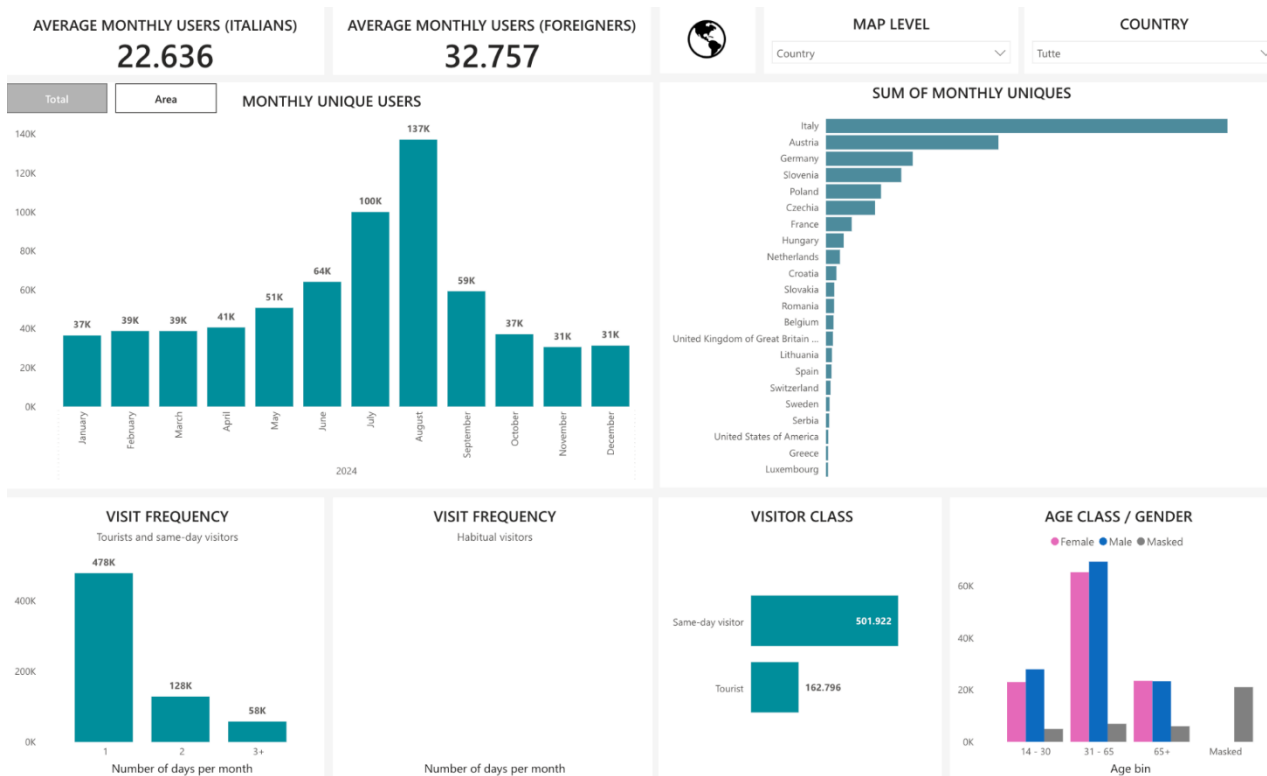 AVERAGE MONTHLY USERS (ITALIANS)
22.636
AVERAGE MONTHLY USERS (FOREIGNERS)
32.757
MAP LEVEL
Country
COUNTRY
Tutte
Total
Area
MONTHLY UNIQUE USERS
140K
120K
100K
80K
60K
40K
20K
0K
37K
39K
39K
41K
51K
64K
100K
137K
59K
37K
31K
31K
January
February
March
April
May
June
July
August
September
October
November
December
2024
SUM OF MONTHLY UNIQUES
Italy
Austria
Germany
Slovenia
Poland
Czechia
France
Hungary
Netherlands
Croatia
Slovakia
Romania
Belgium
United Kingdom of Great Britain ...
Lithuania
Spain
Switzerland
Sweden
Serbia
United States of America
Greece
Luxembourg
VISIT FREQUENCY
Tourists and same-day visitors
400K
200K
0K
478K
128K
58K
1
2
3+
Number of days per month
VISIT FREQUENCY
Habitual visitors
Number of days per month
VISITOR CLASS
Same-day visitor
501.922
Tourist
162.796
AGE CLASS / GENDER
Female Male Masked
60K
40K
20K
0K
14 - 30
31 - 65
65+
Masked
Age bin